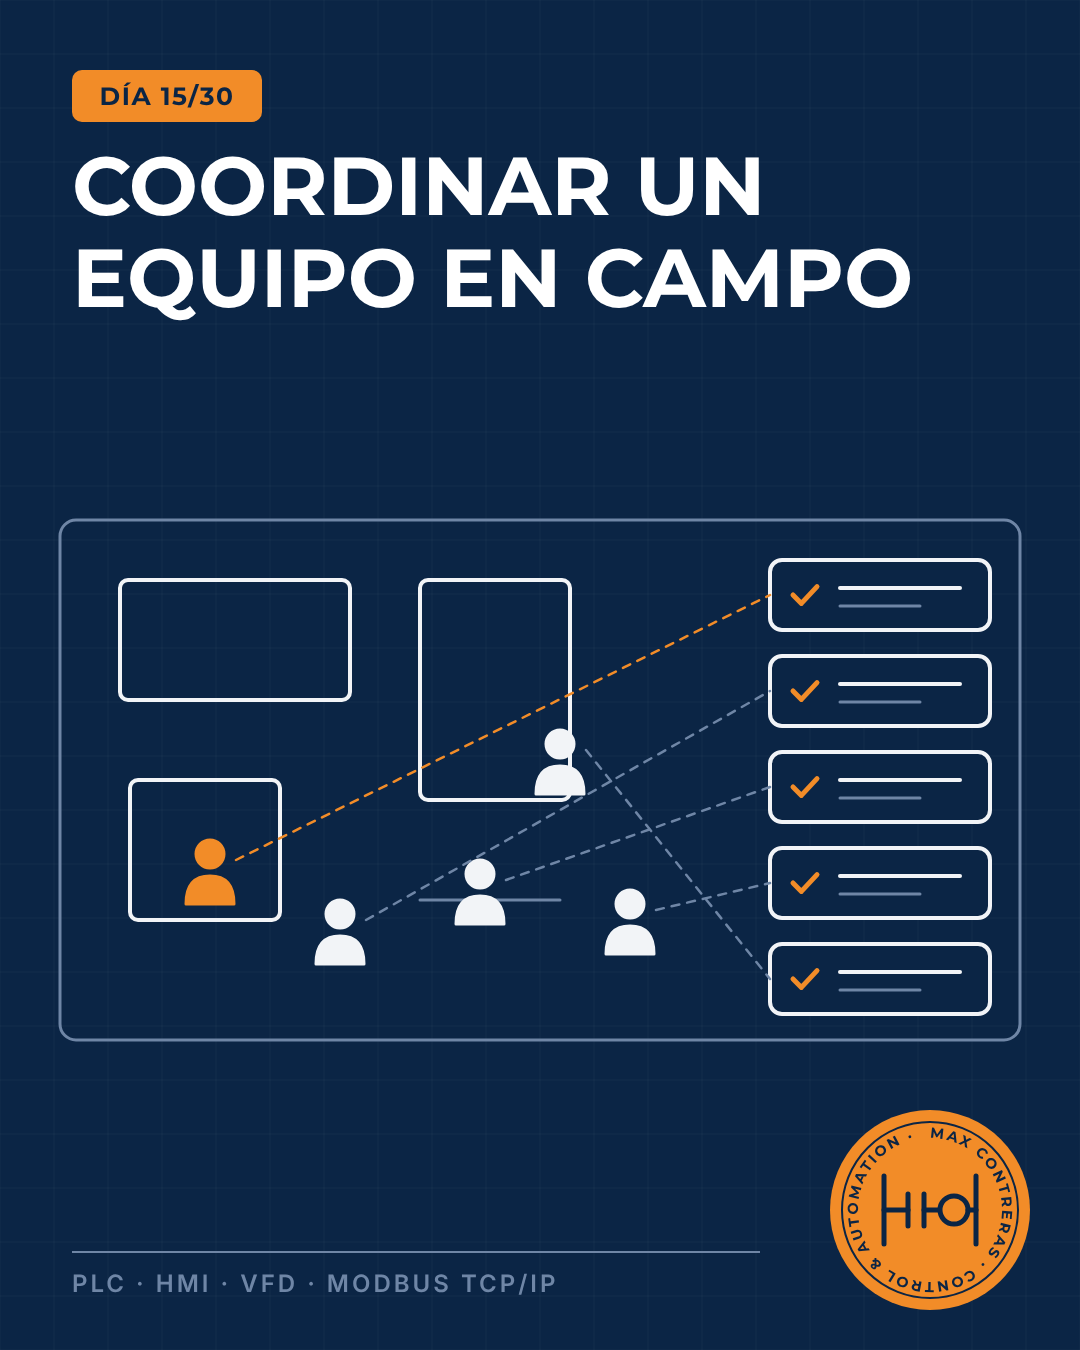 DÍA 15/30
COORDINAR UN
EQUIPO EN CAMPO
PLC · HMI · VFD · MODBUS TCP/IP
MAX CONTRERAS · CONTROL & AUTOMATION ·